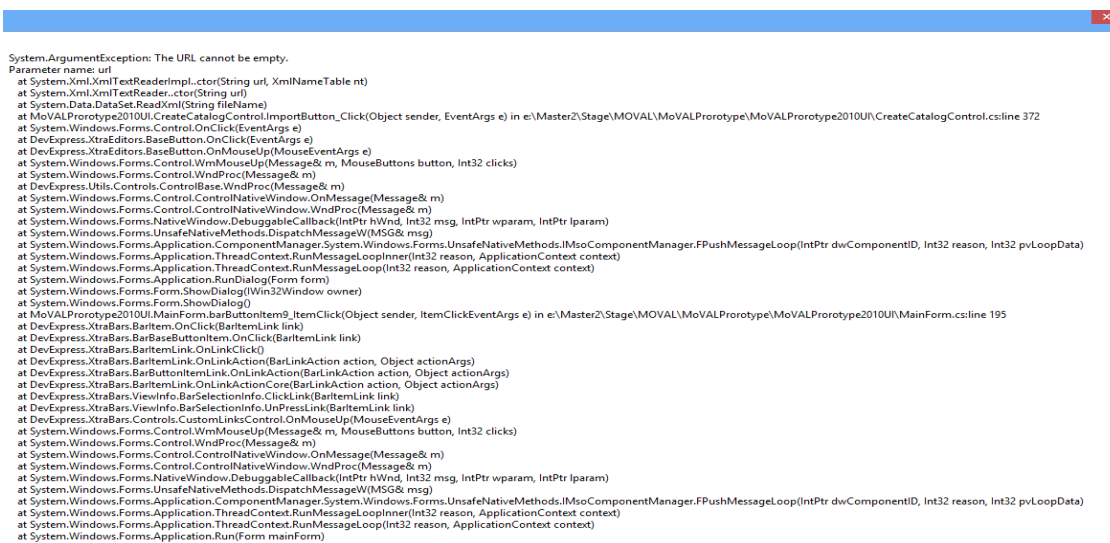 System.ArgumentException: The URL cannot be empty.
Parameter name: url
at System.Xml.XmlTextReaderImpl..ctor(String url, XmlNameTable nt)
at System.Xml.XmlTextReader..ctor(String url)
at System.Data.DataSet.ReadXml(String fileName)
at MoVALProrotype2010UI.CreateCatalogControl.ImportButton_Click(Object sender, EventArgs e) in e:\Master2\Stage\MOVAL\MoVALProrotype\MoVALProrotype2010UI\CreateCatalogControl.cs:line 372
at System.Windows.Forms.Control.OnClick(EventArgs e)
at DevExpress.XtraEditors.BaseButton.OnClick(EventArgs e)
at DevExpress.XtraEditors.BaseButton.OnMouseUp(MouseEventArgs e)
at System.Windows.Forms.Control.WmMouseUp(Message& m, MouseButtons button, Int32 clicks)
at System.Windows.Forms.Control.WndProc(Message& m)
at DevExpress.Utils.Controls.ControlBase.WndProc(Message& m)
at System.Windows.Forms.Control.ControlNativeWindow.OnMessage(Message& m)
at System.Windows.Forms.Control.ControlNativeWindow.WndProc(Message& m)
at System.Windows.Forms.NativeWindow.DebuggableCallback(IntPtr hWnd, Int32 msg, IntPtr wparam, IntPtr lparam)
at System.Windows.Forms.UnsafeNativeMethods.DispatchMessageW(MSG& msg)
at System.Windows.Forms.Application.ComponentManager.System.Windows.Forms.UnsafeNativeMethods.IMsoComponentManager.FPushMessageLoop(IntPtr dwComponentID, Int32 reason, Int32 pvLoopData)
at System.Windows.Forms.Application.ThreadContext.RunMessageLoopInner(Int32 reason, ApplicationContext context)
at System.Windows.Forms.Application.ThreadContext.RunMessageLoop(Int32 reason, ApplicationContext context)
at System.Windows.Forms.Application.RunDialog(Form form)
at System.Windows.Forms.Form.ShowDialog(IWin32Window owner)
at System.Windows.Forms.Form.ShowDialog()
at MoVALProrotype2010UI.MainForm.barButtonItem9_ItemClick(Object sender, ItemClickEventArgs e) in e:\Master2\Stage\MOVAL\MoVALProrotype\MoVALProrotype2010UI\MainForm.cs:line 195
at DevExpress.XtraBars.BarItem.OnClick(BarItemLink link)
at DevExpress.XtraBars.BarBaseButtonItem.OnClick(BarItemLink link)
at DevExpress.XtraBars.BarItemLink.OnLinkClick()
at DevExpress.XtraBars.BarItemLink.OnLinkAction(BarLinkAction action, Object actionArgs)
at DevExpress.XtraBars.BarButtonItemLink.OnLinkAction(BarLinkAction action, Object actionArgs)
at DevExpress.XtraBars.BarItemLink.OnLinkActionCore(BarLinkAction action, Object actionArgs)
at DevExpress.XtraBars.ViewInfo.BarSelectionInfo.ClickLink(BarItemLink link)
at DevExpress.XtraBars.ViewInfo.BarSelectionInfo.UnPressLink(BarItemLink link)
at DevExpress.XtraBars.Controls.CustomLinksControl.OnMouseUp(MouseEventArgs e)
at System.Windows.Forms.Control.WmMouseUp(Message& m, MouseButtons button, Int32 clicks)
at System.Windows.Forms.Control.WndProc(Message& m)
at System.Windows.Forms.Control.ControlNativeWindow.OnMessage(Message& m)
at System.Windows.Forms.Control.ControlNativeWindow.WndProc(Message& m)
at System.Windows.Forms.NativeWindow.DebuggableCallback(IntPtr hWnd, Int32 msg, IntPtr wparam, IntPtr lparam)
at System.Windows.Forms.UnsafeNativeMethods.DispatchMessageW(MSG& msg)
at System.Windows.Forms.Application.ComponentManager.System.Windows.Forms.UnsafeNativeMethods.IMsoComponentManager.FPushMessageLoop(IntPtr dwComponentID, Int32 reason, Int32 pvLoopData)
at System.Windows.Forms.Application.ThreadContext.RunMessageLoopInner(Int32 reason, ApplicationContext context)
at System.Windows.Forms.Application.ThreadContext.RunMessageLoop(Int32 reason, ApplicationContext context)
at System.Windows.Forms.Application.Run(Form mainForm)